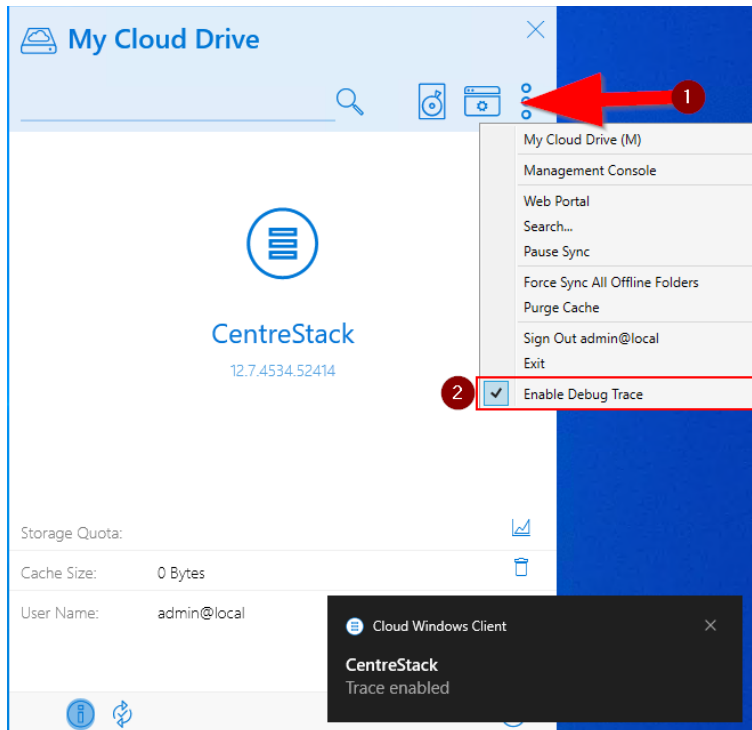 My Cloud Drive
1
My Cloud Drive (M)
Management Console
Web Portal
Search...
Pause Sync
Force Sync All Offline Folders
Purge Cache
Sign Out admin@local
Exit
2
Enable Debug Trace
CentreStack
12.7.4534.52414
Storage Quota:
Cache Size: 0 Bytes
User Name: admin@local
Cloud Windows Client
CentreStack
Trace enabled